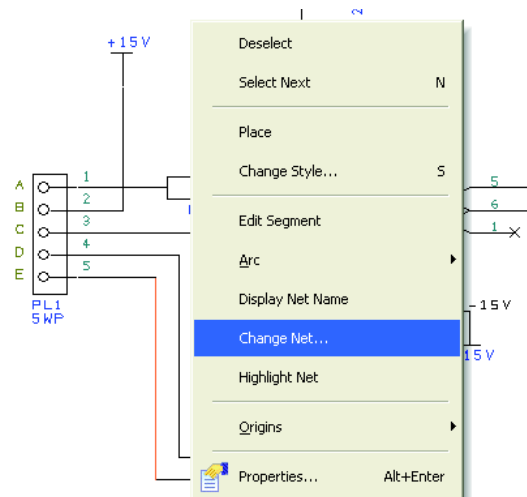 2
+15V
Deselect
Select Next N
Place
Change Style... S
A 1
B 2
C 3
D 4
E 5
PL1
5WP
5
6
1
Edit Segment
Arc
Display Net Name
-15V
Change Net...
15V
Highlight Net
Origins
Properties... Alt+Enter